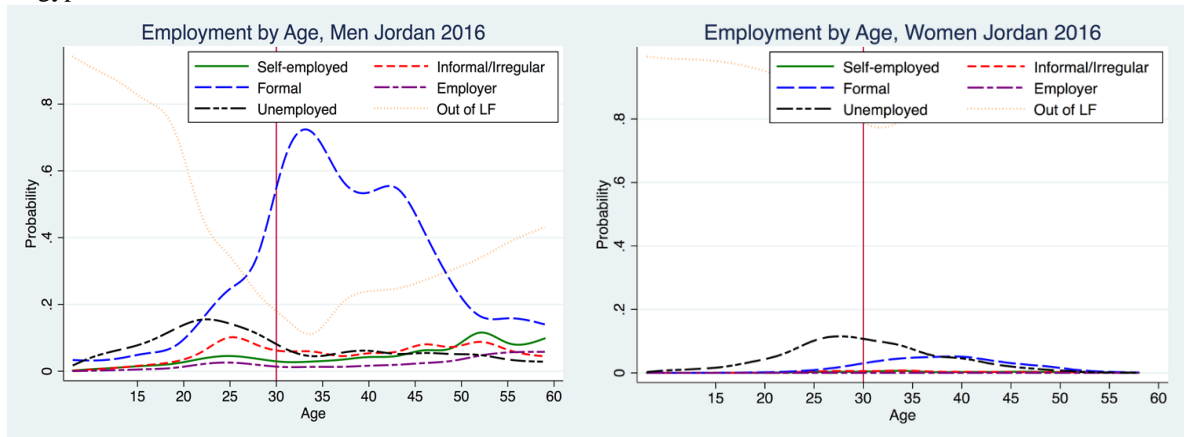 Employment by Age, Men Jordan 2016
Self-employed Informal/Irregular
Formal Employer
Unemployed Out of LF
Probability
.8
.6
.4
.2
0
15 20 25 30 35 40 45 50 55 60
Age
Employment by Age, Women Jordan 2016
Self-employed Informal/Irregular
Formal Employer
Unemployed Out of LF
Probability
.8
.6
.4
.2
0
15 20 25 30 35 40 45 50 55 60
Age